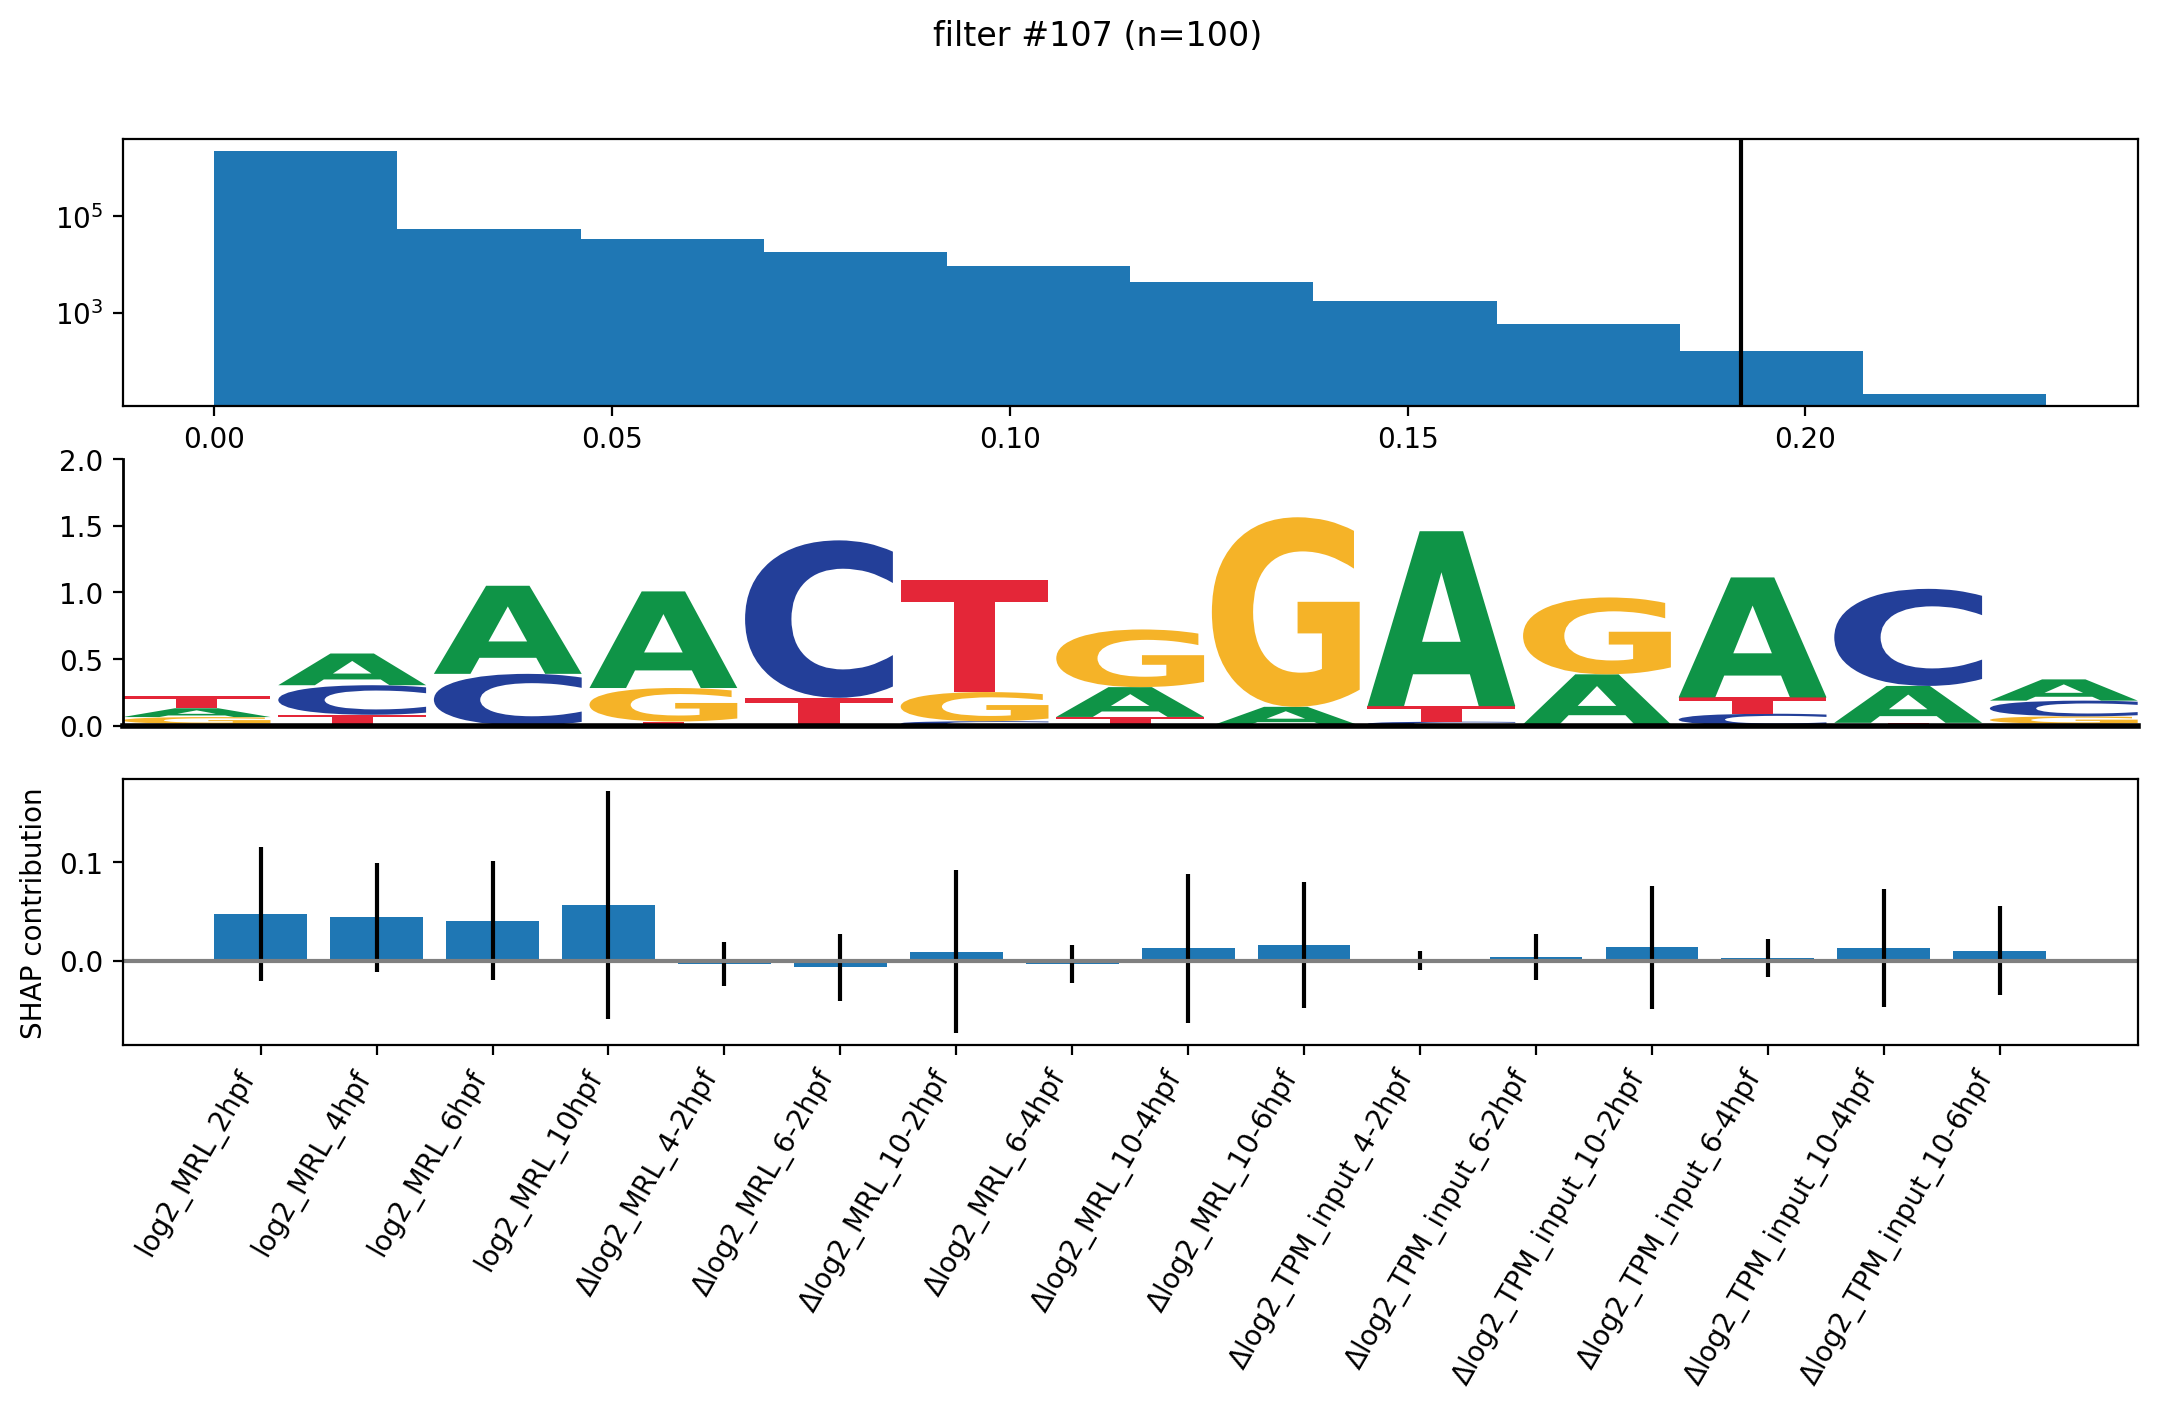 filter #107 (n=100)
10^5
10^3
0.00 0.05 0.10 0.15 0.20
2.0
1.5
1.0
0.5
0.0
T A A A C T G G A G A C A
A C C G T G A A T A T A C
G T T C T C C G
SHAP contribution
0.1
0.0
log2_MRL_2hpf
log2_MRL_4hpf
log2_MRL_6hpf
log2_MRL_10hpf
Δlog2_MRL_4-2hpf
Δlog2_MRL_6-2hpf
Δlog2_MRL_10-2hpf
Δlog2_MRL_6-4hpf
Δlog2_MRL_10-4hpf
Δlog2_MRL_10-6hpf
Δlog2_TPM_input_4-2hpf
Δlog2_TPM_input_6-2hpf
Δlog2_TPM_input_10-2hpf
Δlog2_TPM_input_6-4hpf
Δlog2_TPM_input_10-4hpf
Δlog2_TPM_input_10-6hpf